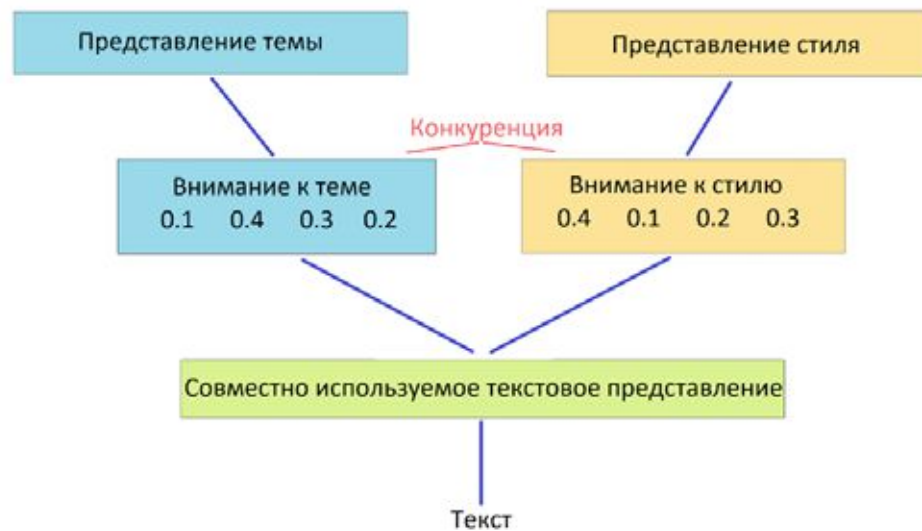 Представление темы
Представление стиля
Конкуренция
Внимание к теме
0.1 0.4 0.3 0.2
Внимание к стилю
0.4 0.1 0.2 0.3
Совместно используемое текстовое представление
Текст